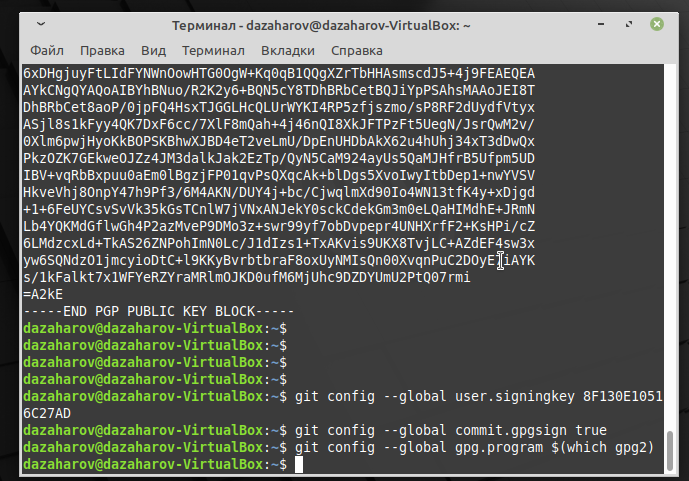 Терминал - dazaharov@dazaharov-VirtualBox: ~
Файл Правка Вид Терминал Вкладки Справка
6xDHgjuyFtLIdFYNWnOowHTG0OgW+Kq0qB1QQgXZrTbHHAsmscdJ5+4j9FEAEQEA
AYkCNgQYAQoAIBYhBNuo/R2K2y6+BQN5cY8TDhBRbCetBQJiYpPSAhsMAAoJEI8T
DhBRbCet8aoP/0jpFQ4HsxTJGGLHcQLUrWYKI4RP5zfjszmo/sP8RF2dUydfVtyx
ASjl8s1kFyy4QK7DxF6cc/7XlF8mQah+4j46nQI8XkJFTPzFt5UegN/JsrQwM2v/
0Xlm6pwjHyoKkBOPSKBhwXJBD4eT2veLmU/DpEnUHDbAkX62u4hUhj34xT3dDwQx
PkzOZK7GEkweOJZz4JM3dalkJak2EzTp/QyN5CaM924ayUs5QaMJHfrB5Ufpm5UD
IBV+vqRbBxpuu0aEm0lBgzjFP01qvPsQXqcAk+blDgs5XvoIwyItbDep1+nwYVSV
HkveVhj8OnpY47h9Pf3/6M4AKN/DUY4j+bc/CjwqlmXd90Io4WN13tfK4y+xDjgd
+1+6FeUYCsvSvVk35kGsTCnlW7jVNxANJekY0sckCdekGm3m0eLQaHIMdhE+JRmN
Lb4YQKMdGflwGh4P2azMveP9DMo3z+swr99yf7obDvpepr4UNHXrfF2+KsHPi/cZ
6LMdzcxLd+TkAS26ZNPohImN0Lc/J1dIzs1+TxAKvis9UKX8TvjLC+AZdEF4sw3x
yw6SQNdzO1jmcyioDtC+l9KKyBvrbtbraF8oxUyNMIsQn00XvqnPuC2DOyE
iAYK
s/1kFalkt7x1WFYeRZYraMRlmOJKD0ufM6MjUhc9DZDYUmU2PtQ07rmi
=A2kE
-----END PGP PUBLIC KEY BLOCK-----
dazaharov@dazaharov-VirtualBox:~$
dazaharov@dazaharov-VirtualBox:~$
dazaharov@dazaharov-VirtualBox:~$
dazaharov@dazaharov-VirtualBox:~$
dazaharov@dazaharov-VirtualBox:~$ git config --global user.signingkey 8F130E1051
6C27AD
dazaharov@dazaharov-VirtualBox:~$ git config --global commit.gpgsign true
dazaharov@dazaharov-VirtualBox:~$ git config --global gpg.program $(which gpg2)
dazaharov@dazaharov-VirtualBox:~$